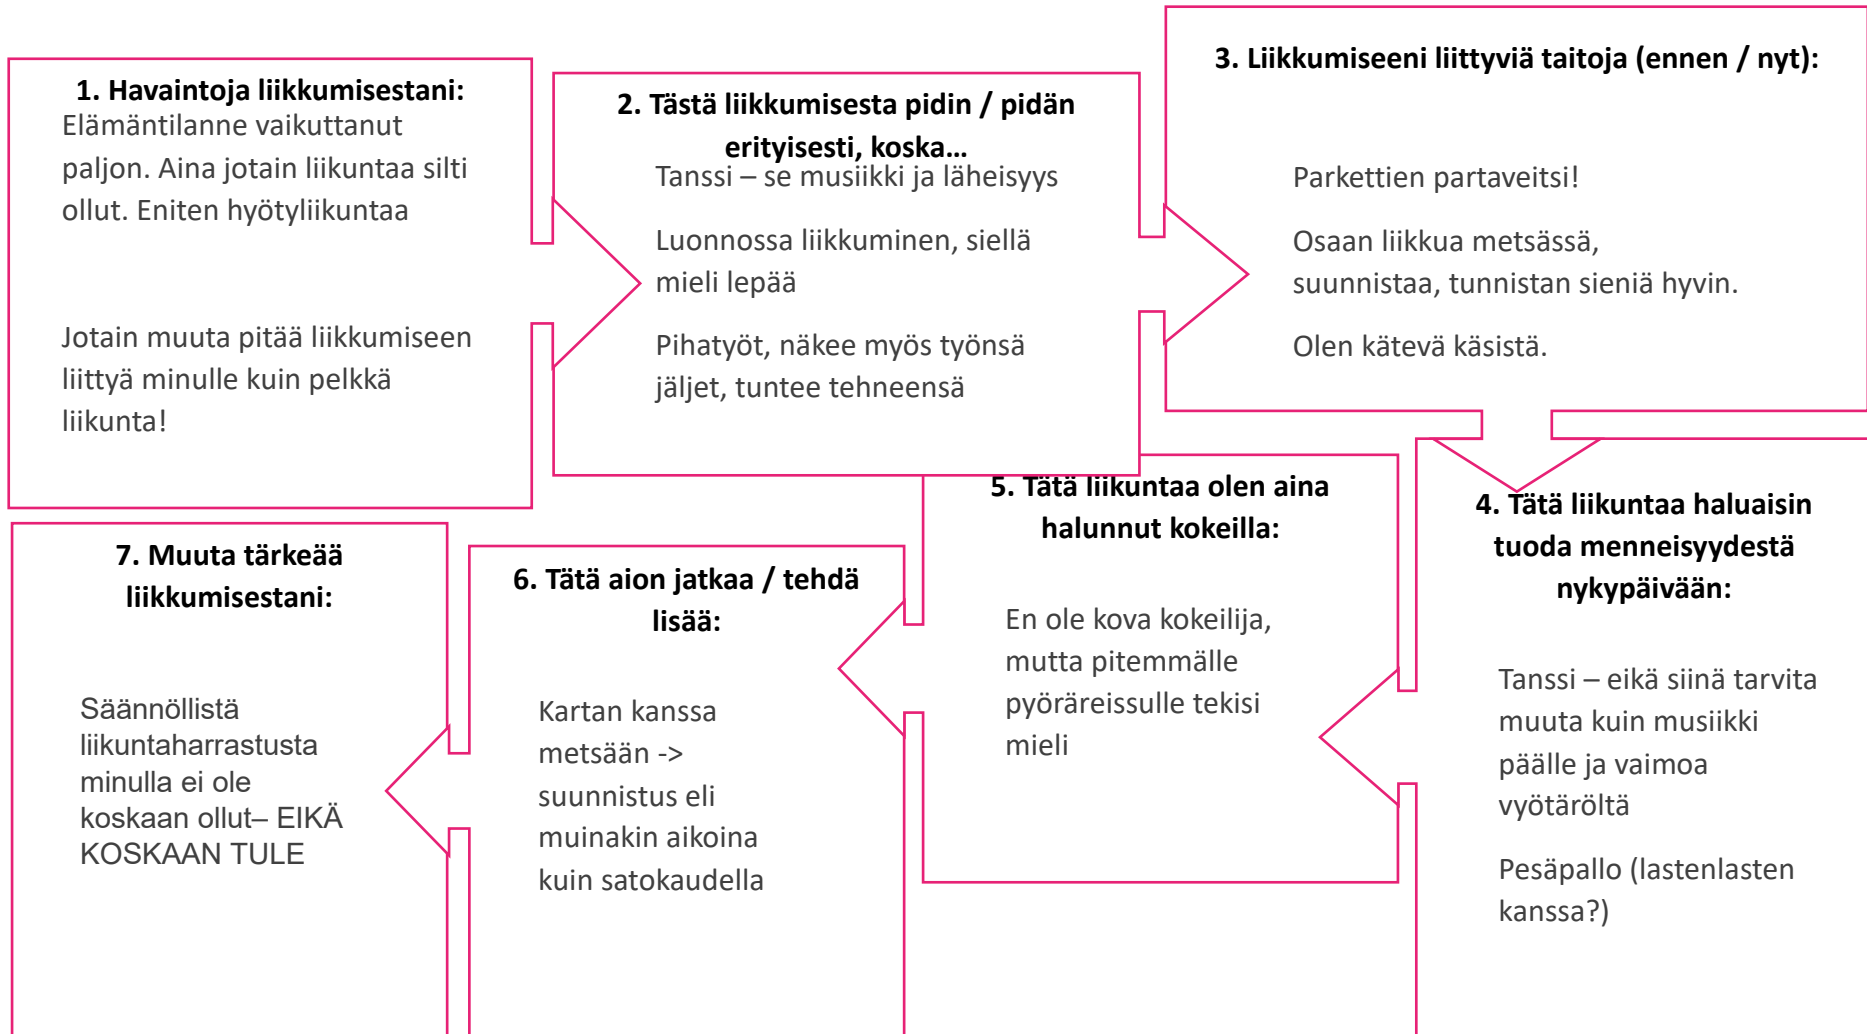 1. Havaintoja liikkumisestani:
Elämäntilanne vaikuttanut
paljon. Aina jotain liikuntaa silti
ollut. Eniten hyötyliikuntaa
Jotain muuta pitää liikkumiseen
liittyä minulle kuin pelkkä
liikunta!
2. Tästä liikkumisesta pidin / pidän
erityisesti, koska...
Tanssi – se musiikki ja läheisyys
Luonnossa liikkuminen, siellä
mieli lepää
Pihatyöt, näkee myös työnsä
jäljet, tuntee tehneensä
3. Liikkumiseeni liittyviä taitoja (ennen / nyt):
Parkettien partaveitsi!
Osaan liikkua metsässä,
suunnistaa, tunnistan sieniä hyvin.
Olen kätevä käsistä.
4. Tätä liikuntaa haluaisin
tuoda menneisyydestä
nykypäivään:
Tanssi – eikä siinä tarvita
muuta kuin musiikki
päälle ja vaimoa
vyötäröltä
Pesäpallo (lastenlasten
kanssa?)
5. Tätä liikuntaa olen aina
halunnut kokeilla:
En ole kova kokeilija,
mutta pitemmälle
pyöräreissulle tekisi
mieli
6. Tätä aion jatkaa / tehdä
lisää:
Kartan kanssa
metsään ->
suunnistus eli
muinakin aikoina
kuin satokaudella
7. Muuta tärkeää
liikkumisestani:
Säännöllistä
liikuntaharrastusta
minulla ei ole
koskaan ollut– EIKÄ
KOSKAAN TULE